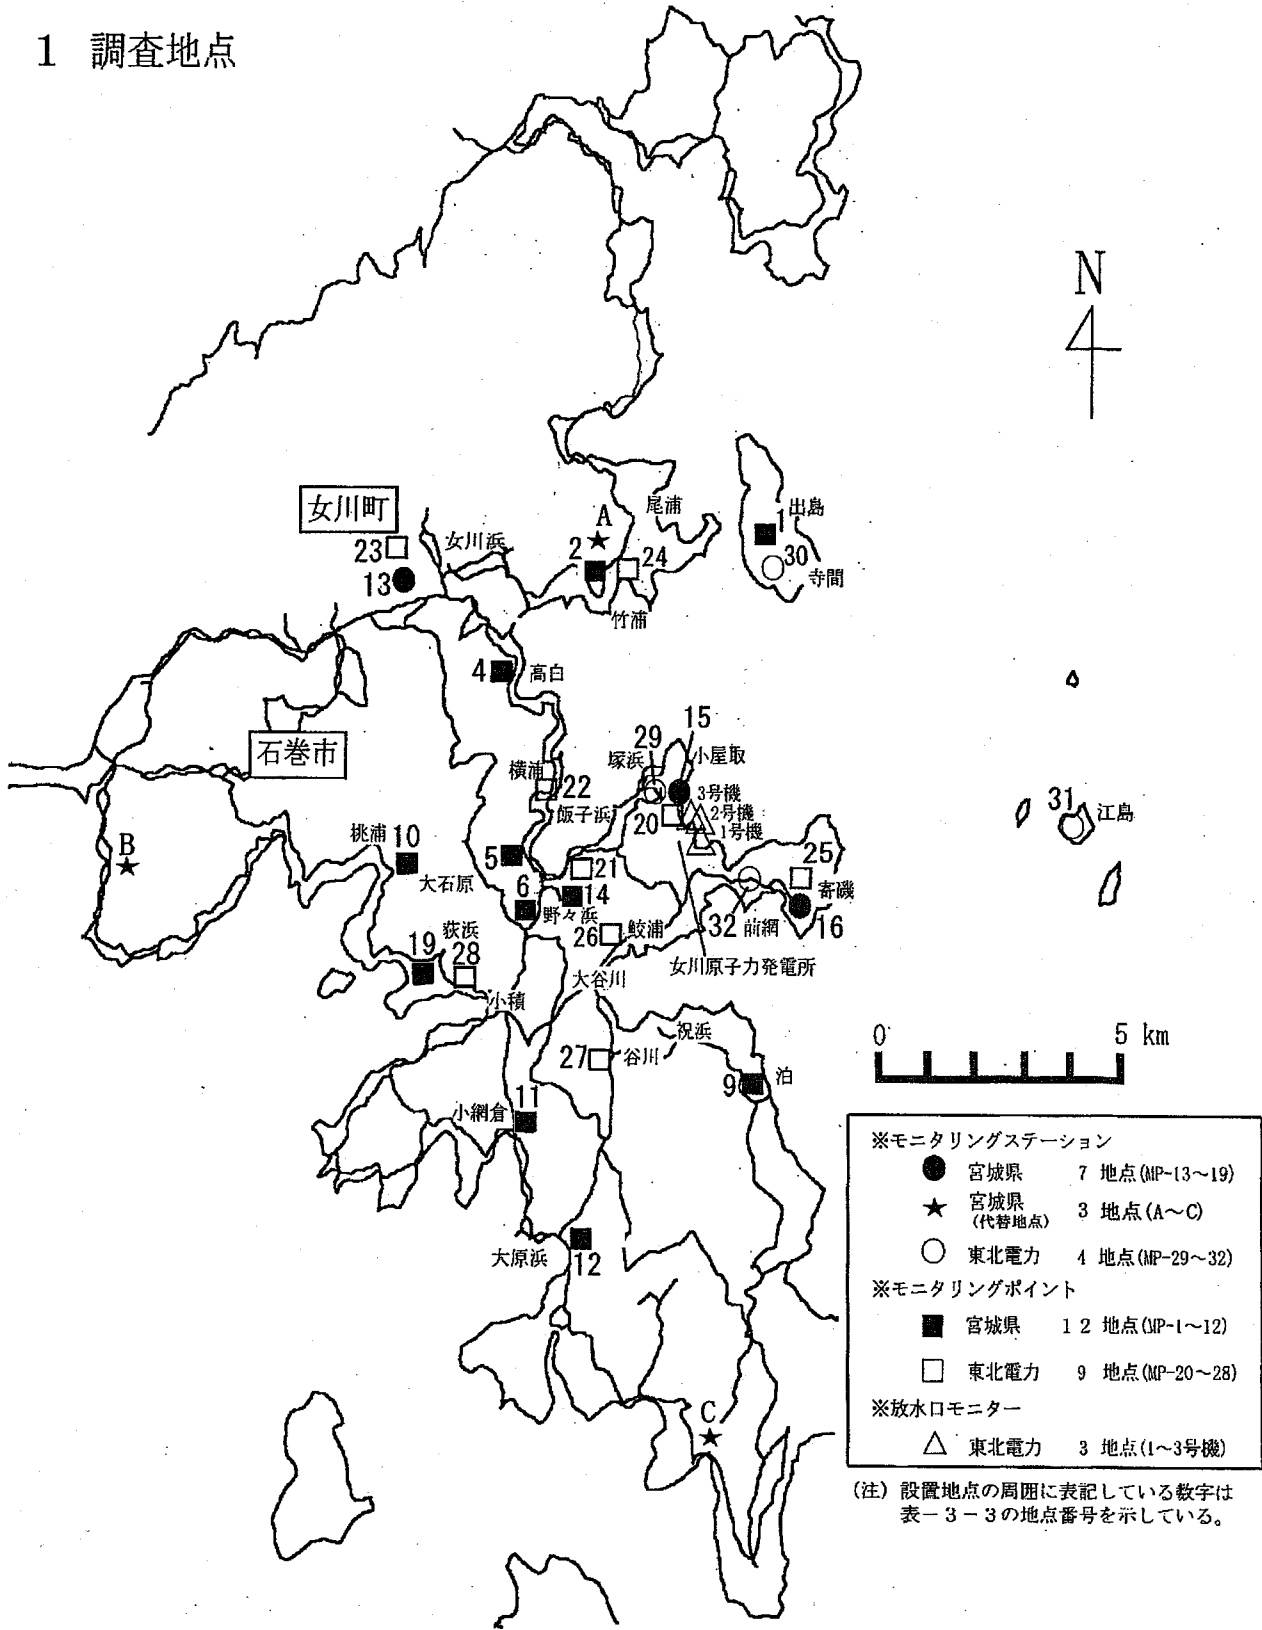 1 調査地点
N
尾浦
出島
女川町
A
1
女川浜
23
2
24
30
13
寺間
竹浦
4
高白
15
29
小屋取
石巻市
塚浜
横浦
22
3号機
31
飯子浜
2号機
江島
20
1号機
桃浦
10
B
5
21
25
大石原
6
14
寄磯
野々浜
荻浜
26
鮫浦
32
前網
16
19
28
女川原子力発電所
大谷川
小積
祝浜
0
5 km
27
谷川
9
泊
11
小網倉
大原浜
12
C
※モニタリングステーション
宮城県 7 地点(MP-13～19)
宮城県
(代替地点) 3 地点(A～C)
東北電力 4 地点(MP-29～32)
※モニタリングポイント
宮城県 12 地点(MP-1～12)
東北電力 9 地点(MP-20～28)
※放水口モニター
東北電力 3 地点(1～3号機)
(注) 設置地点の周囲に表記している数字は
表－3－3の地点番号を示している。